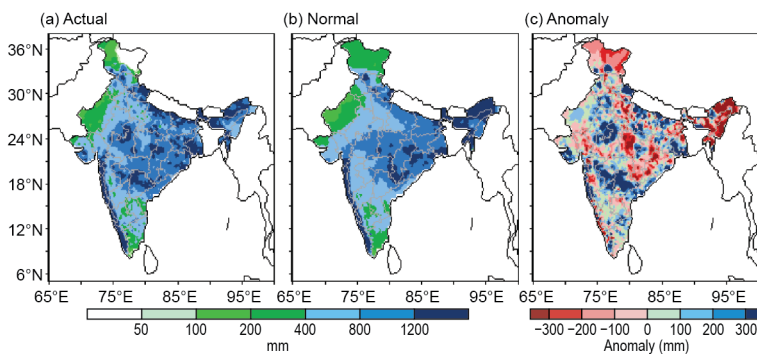 (a) Actual
(b) Normal
(c) Anomaly
36°N
30°N
24°N
18°N
12°N
6°N
65°E 75°E 85°E 95°E
65°E 75°E 85°E 95°E
65°E 75°E 85°E 95°E
50 100 200 400 800 1200
mm
−300 −200 −100 0 100 200 300
Anomaly (mm)